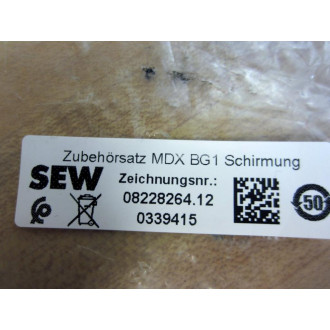 Zubehörsatz MDX BG1 Schirmung
SEW Zeichnungsnr.:
08228264.12
0339415
50